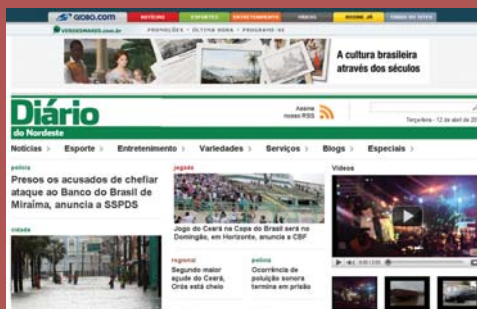 GLOBO.COM NOTÍCIAS ESPORTES ENTRETENIMENTO VÍDEOS ASSINE JÁ TODOS OS SITES
VERDESMARES.com.br PROMOÇÕES • ÚLTIMA HORA • PROGRAME-SE
A cultura brasileira
através dos séculos
Diário
do Nordeste
Assine
nosso RSS
Terça-feira - 12 de abril de 20
Notícias > Esporte > Entretenimento > Variedades > Serviços > Blogs > Especiais >
polícia
Presos os acusados de chefiar
ataque ao Banco do Brasil de
Miraíma, anuncia a SSPDS
cidade
jogada
Jogo do Ceará na Copa do Brasil será no
Domingão, em Horizonte, anuncia a CBF
regional
Segundo maior
açude do Ceará,
Orós está cheio
polícia
Ocorrência de
poluição sonora
termina em prisão
Vídeos